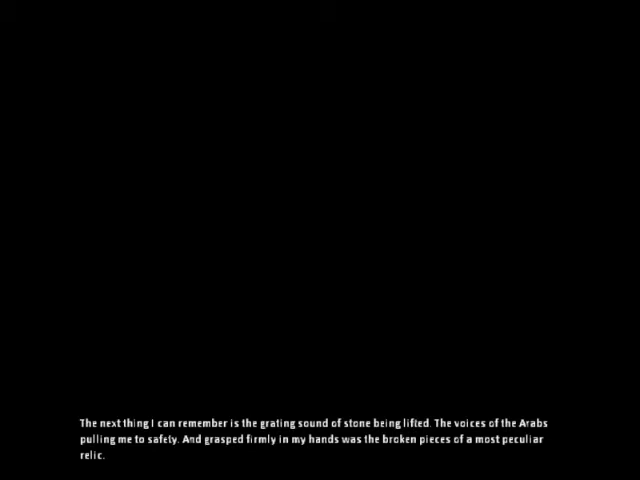 The next thing I can remember is the grating sound of stone being lifted. The voices of the Arabs
pulling me to safety. And grasped firmly in my hands was the broken pieces of a most peculiar
relic.